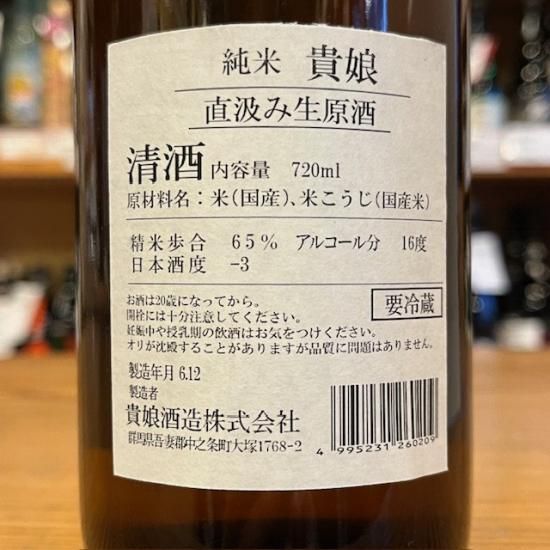 純米 貴娘
直汲み生原酒
清酒 内容量 720ml
原材料名：米(国産)、米こうじ(国産米)
精米歩合 65% アルコール分 16度
日本酒度 -3
お酒は20歳になってから。
開栓には十分注意してください。
妊娠中や授乳期の飲酒はお気をつけください。
オリが沈殿することがありますが品質に問題はありません。
要冷蔵
製造年月 6.12
製造者
貴娘酒造株式会社
群馬県吾妻郡中之条町大塚1768-2
4 995231 260209